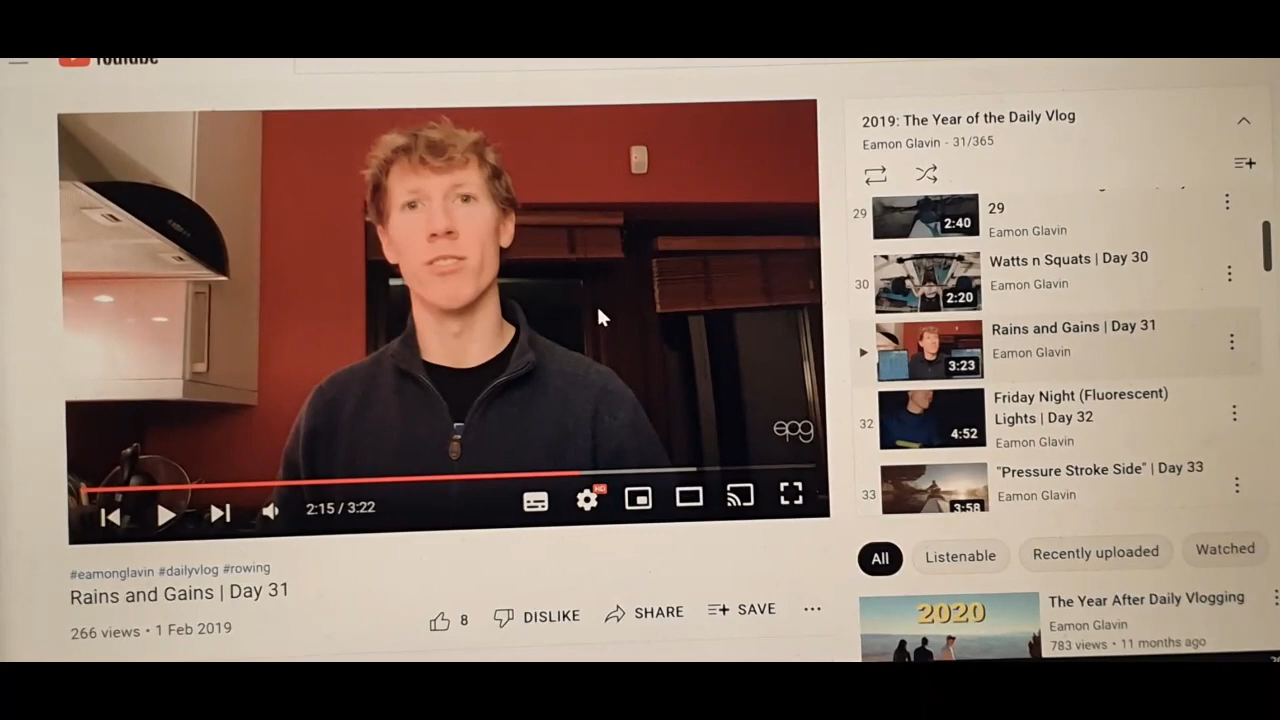 YouTube
epg
HD
2:15 / 3:22
#eamonglavin #dailyvlog #rowing
Rains and Gains | Day 31
266 views • 1 Feb 2019
8
DISLIKE
SHARE
SAVE
2019: The Year of the Daily Vlog
Eamon Glavin - 31/365
29
2:40
29
Eamon Glavin
30
2:20
Watts n Squats | Day 30
Eamon Glavin
3:23
Rains and Gains | Day 31
Eamon Glavin
32
4:52
Friday Night (Fluorescent)
Lights | Day 32
Eamon Glavin
33
3:58
"Pressure Stroke Side" | Day 33
Eamon Glavin
All
Listenable
Recently uploaded
Watched
2020
The Year After Daily Vlogging
Eamon Glavin
783 views • 11 months ago